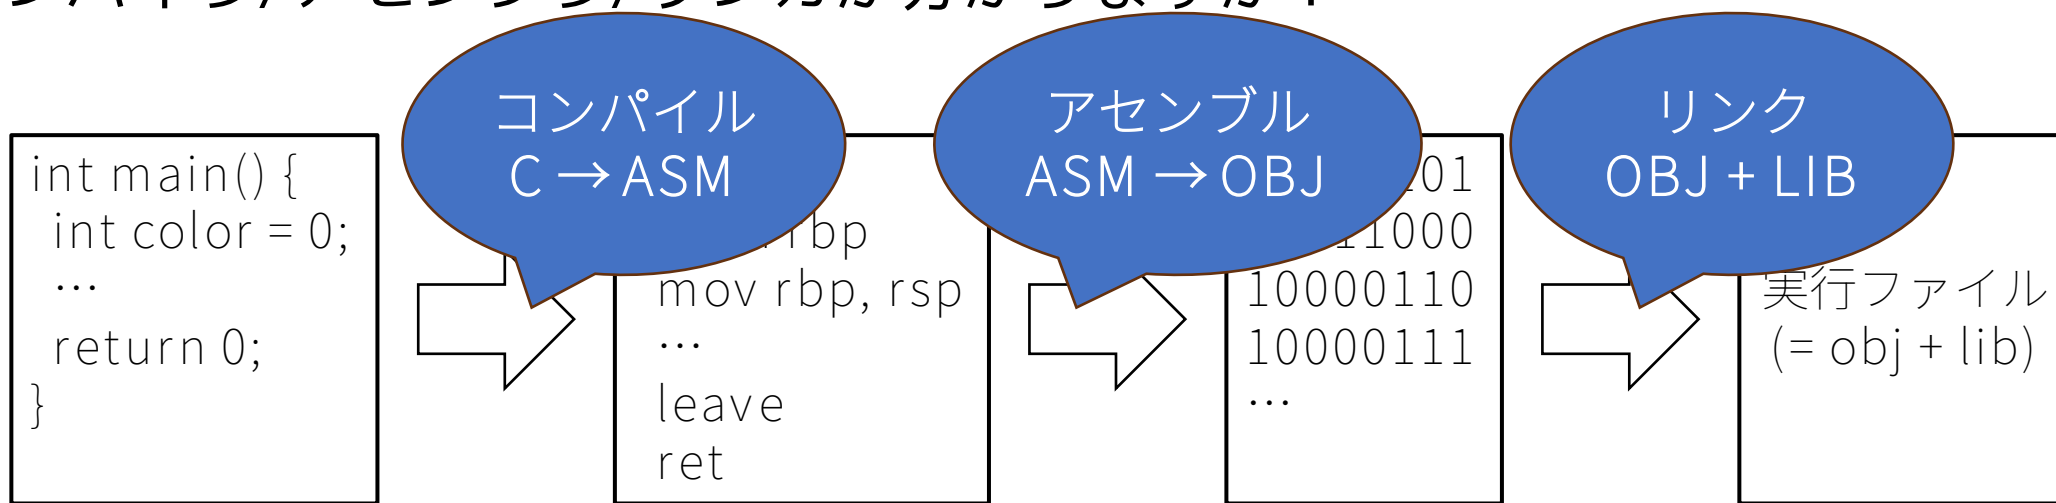 int main() {
int color = 0;
…
return 0;
}
コンパイル
C → ASM
rbp
mov rbp, rsp
…
leave
ret
アセンブル
ASM → OBJ
01
1000
10000110
10000111
…
リンク
OBJ + LIB
実行ファイル
(= obj + lib)